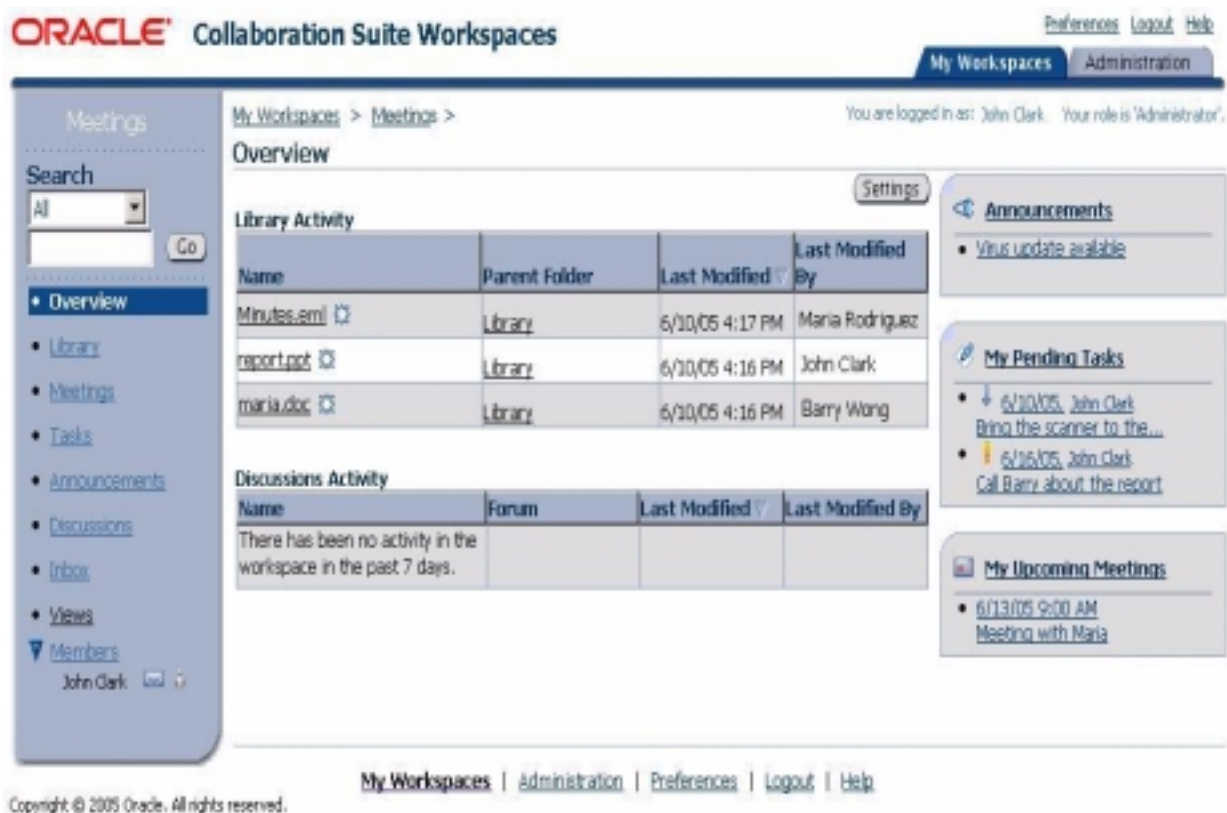 ORACLE Collaboration Suite Workspaces
Preferences Logout Help
My Workspaces Administration
Meetings
Search
All
Go
• Overview
• Library
• Meetings
• Tasks
• Announcements
• Discussions
• Inbox
• Views
Members
John Clark
My Workspaces > Meetings >
You are logged in as: John Clark Your role is 'Administrator'.
Overview
Settings
Library Activity
Name Parent Folder Last Modified Last Modified By
Minutes.eml Library 6/10/05 4:17 PM Maria Rodriguez
report.ppt Library 6/10/05 4:16 PM John Clark
maria.doc Library 6/10/05 4:16 PM Barry Wong
Discussions Activity
Name Forum Last Modified Last Modified By
There has been no activity in the
workspace in the past 7 days.
Announcements
• Virus update available
My Pending Tasks
• 6/10/05, John Clark
Bring the scanner to the...
• 6/16/05, John Clark
Call Barry about the report
My Upcoming Meetings
• 6/13/05 9:00 AM
Meeting with Maria
My Workspaces | Administration | Preferences | Logout | Help
Copyright © 2005 Oracle. All rights reserved.